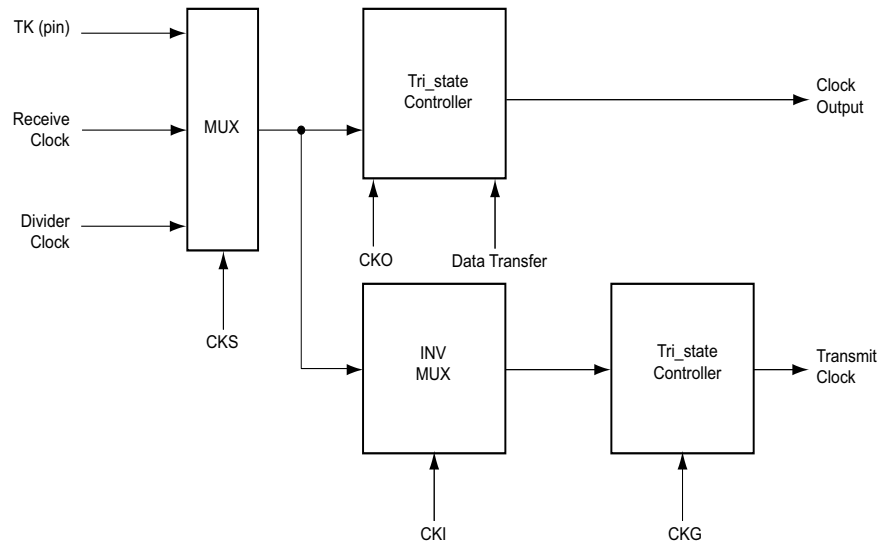 TK (pin)
Receive
Clock
Divider
Clock
MUX
CKS
Tri_state
Controller
CKO
Data Transfer
Clock
Output
INV
MUX
CKI
Tri_state
Controller
CKG
Transmit
Clock